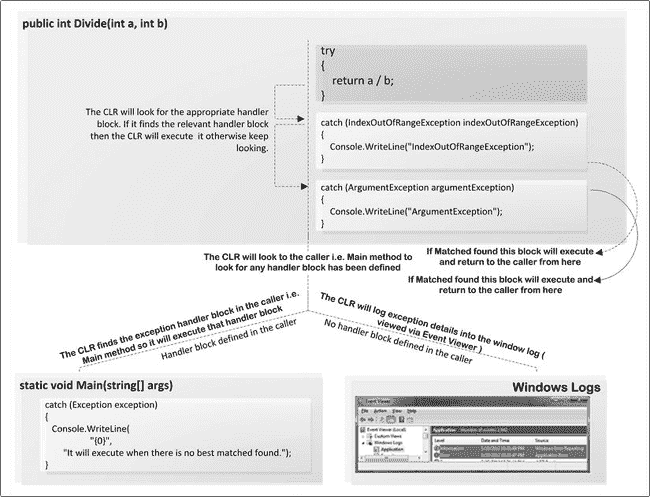 public int Divide(int a, int b)
try
{
return a / b;
}
The CLR will look for the appropriate handler
block. If it finds the relevant handler block
then the CLR will execute it otherwise keep
looking.
catch (IndexOutOfRangeException indexOutOfRangeException)
{
Console.WriteLine("IndexOutOfRangeException");
}
catch (ArgumentException argumentException)
{
Console.WriteLine("ArgumentException");
}
The CLR will look to the caller i.e. Main method to
look for any handler block has been defined
If Matched found this block will execute
and return to the caller from here
If Matched found this block will execute and
return to the caller from here
The CLR finds the exception handler block in the caller i.e.
Main method so it will execute that handler block
Handler block defined in the caller
The CLR will log exception details into the window log (
viewed via Event Viewer )
No handler block defined in the caller
static void Main(string[] args)
catch (Exception exception)
{
Console.WriteLine(
"{0}",
"It will execute when there is no best matched found.");
}
Windows Logs
Event Viewer
File Action View Help
Event Viewer (Local)
Custom Views
Windows Logs
Application
Application
Level Date and Time Source